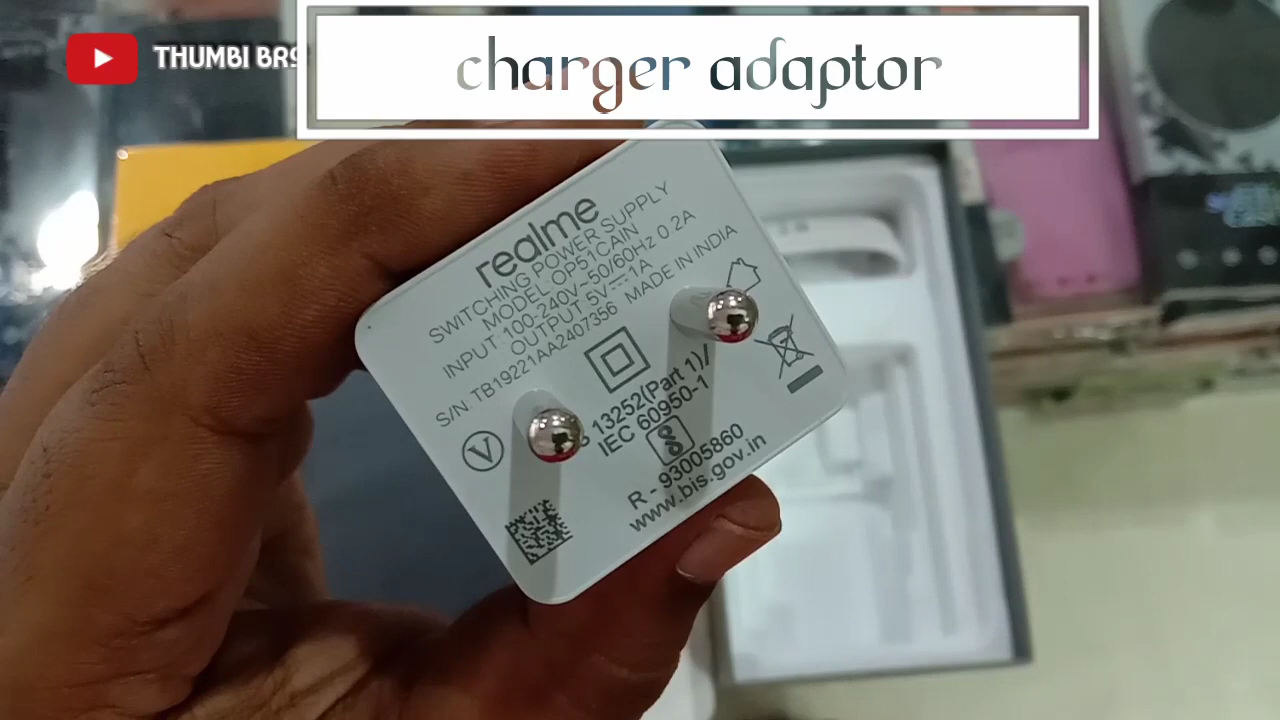 THUMBI BR
charger adaptor
realme
SWITCHING POWER SUPPLY
MODEL OP51CAIN
INPUT:100-240V~50/60Hz 0.2A
OUTPUT:5V⎓1A
S/N TB19221AA2407356 MADE IN INDIA
V
13252(Part 1)/
IEC 60950-1
R - 93005860
www.bis.gov.in